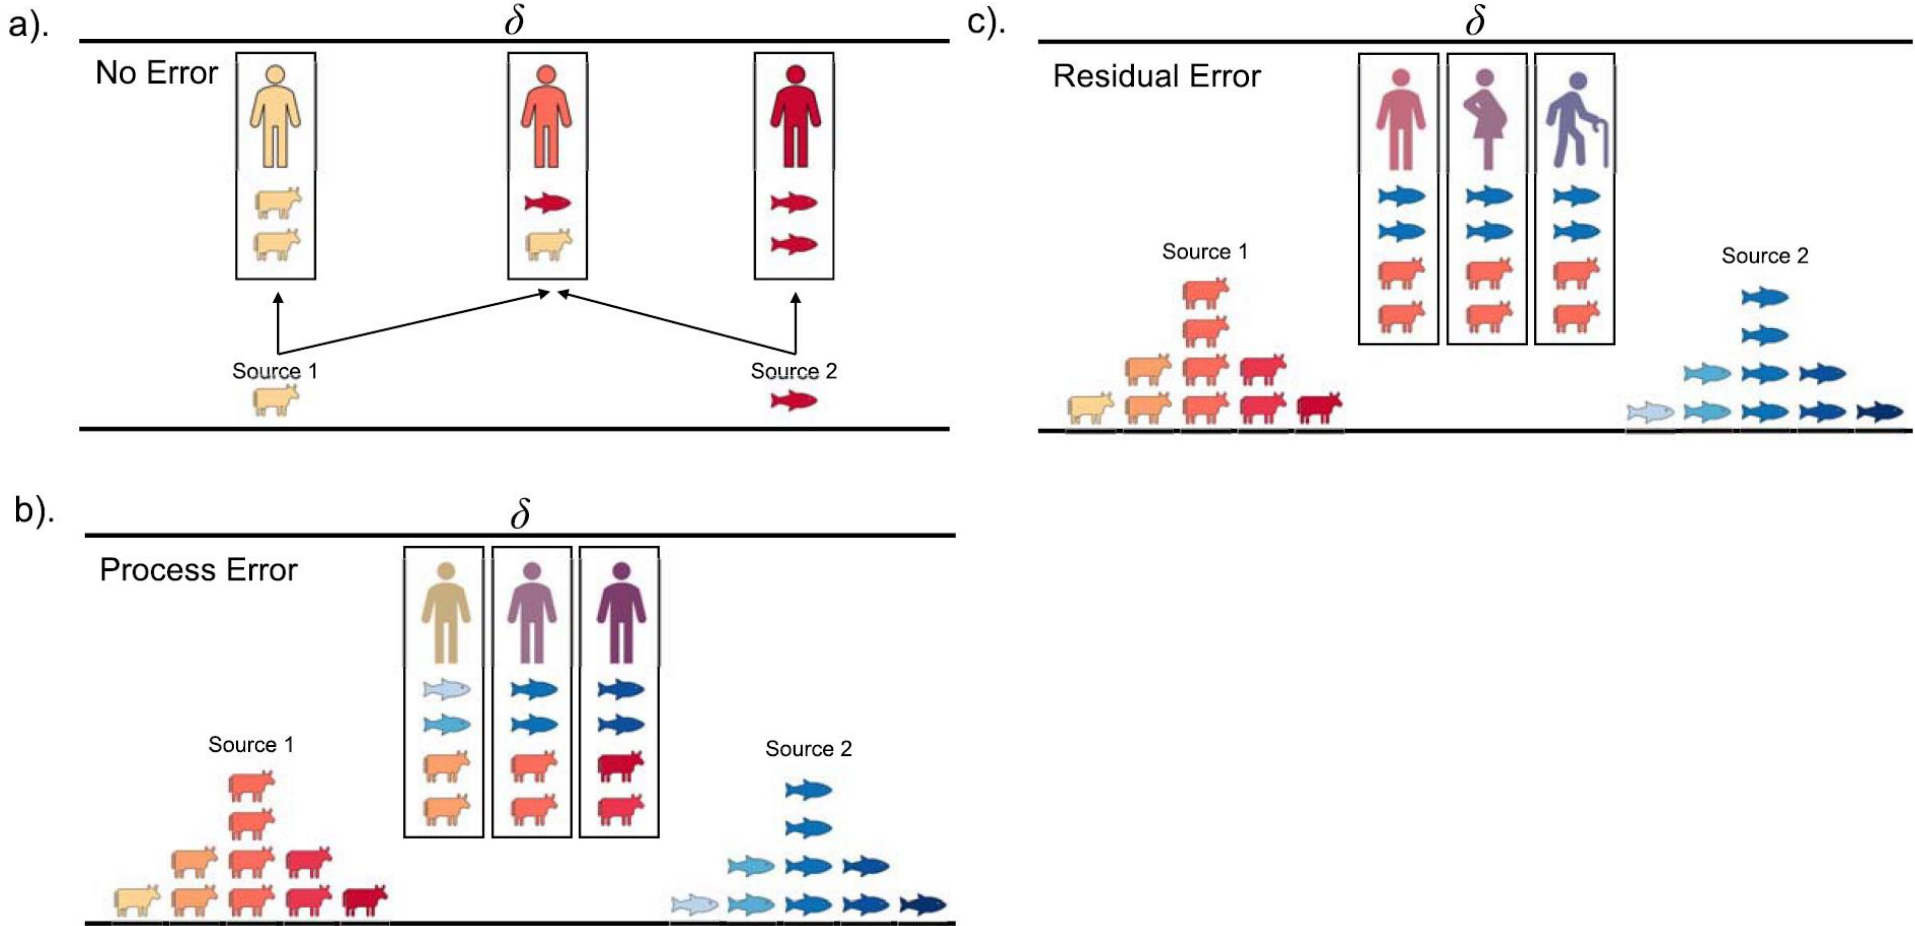 a).
δ
No Error
Source 1
Source 2
b).
δ
Process Error
Source 1
Source 2
c).
δ
Residual Error
Source 1
Source 2